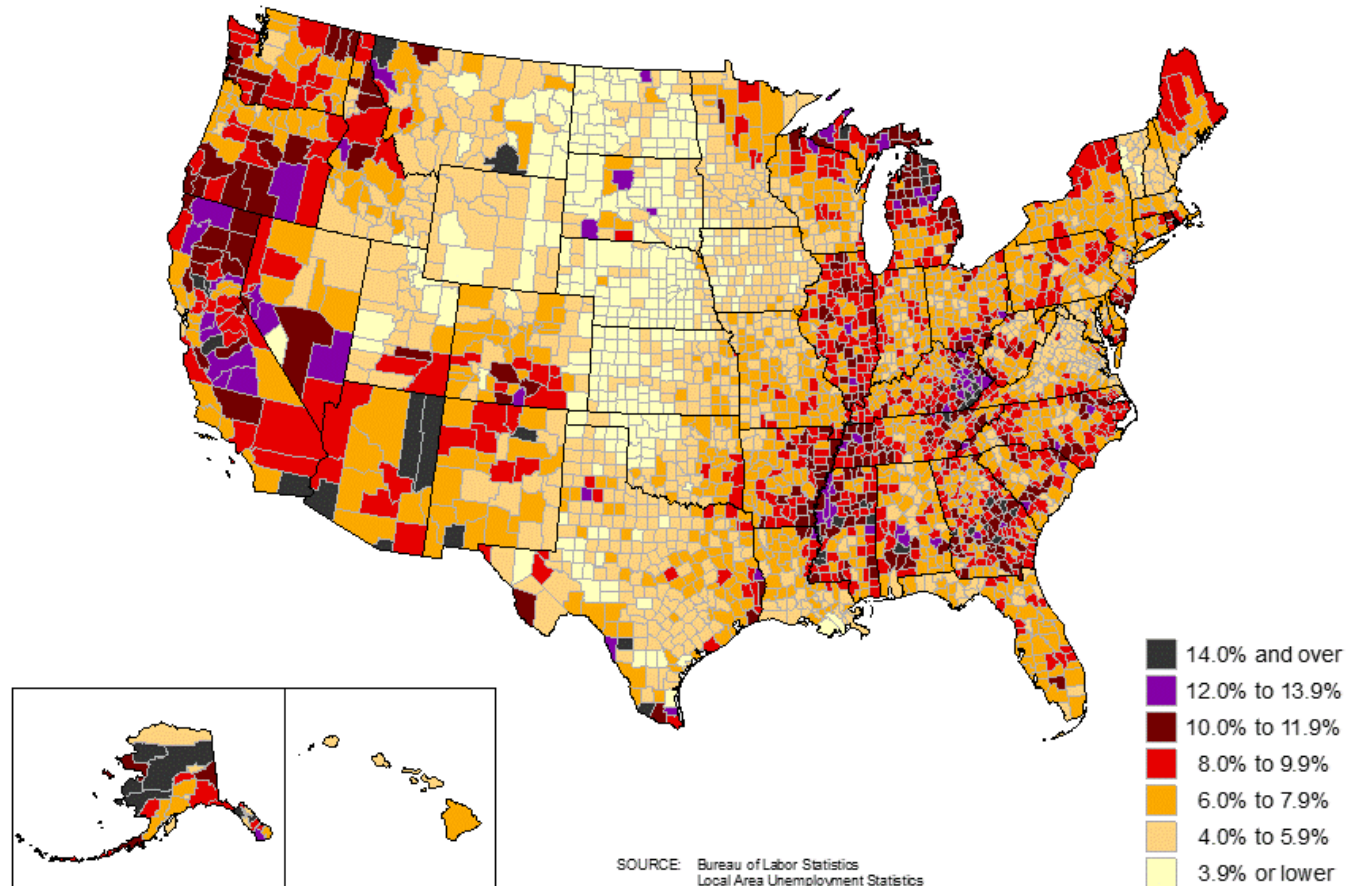 14.0% and over
12.0% to 13.9%
10.0% to 11.9%
8.0% to 9.9%
6.0% to 7.9%
4.0% to 5.9%
3.9% or lower
SOURCE: Bureau of Labor Statistics
Local Area Unemployment Statistics